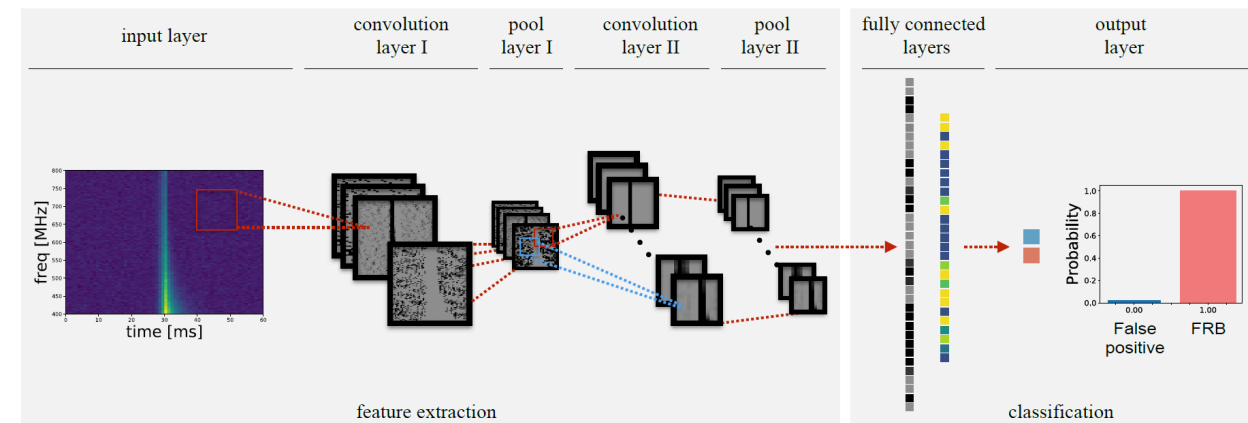 input layer
convolution
layer I
pool
layer I
convolution
layer II
pool
layer II
fully connected
layers
output
layer
800
750
700
650
600
550
500
450
400
freq [MHz]
0 10 20 30 40 50 60
time [ms]
1.0
0.8
0.6
0.4
0.2
0.0
Probability
0.00 1.00
False
positive
FRB
feature extraction
classification